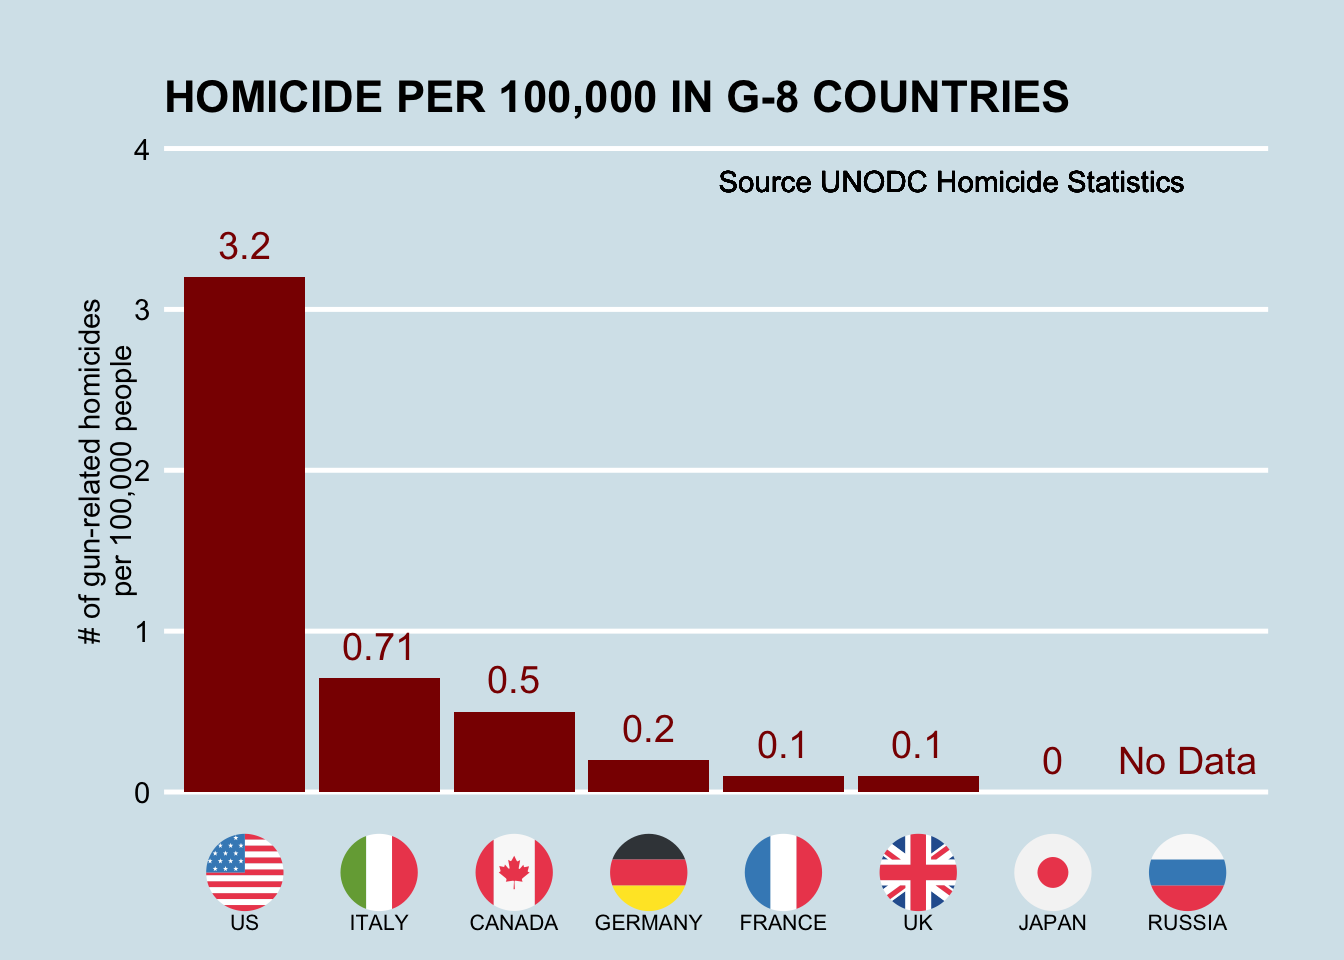 HOMICIDE PER 100,000 IN G-8 COUNTRIES
4
Source UNODC Homicide Statistics
3.2
# of gun-related homicides
per 100,000 people
3
2
1
0.71
0.5
0.2
0.1
0.1
0
No Data
0
US
ITALY
CANADA
GERMANY
FRANCE
UK
JAPAN
RUSSIA